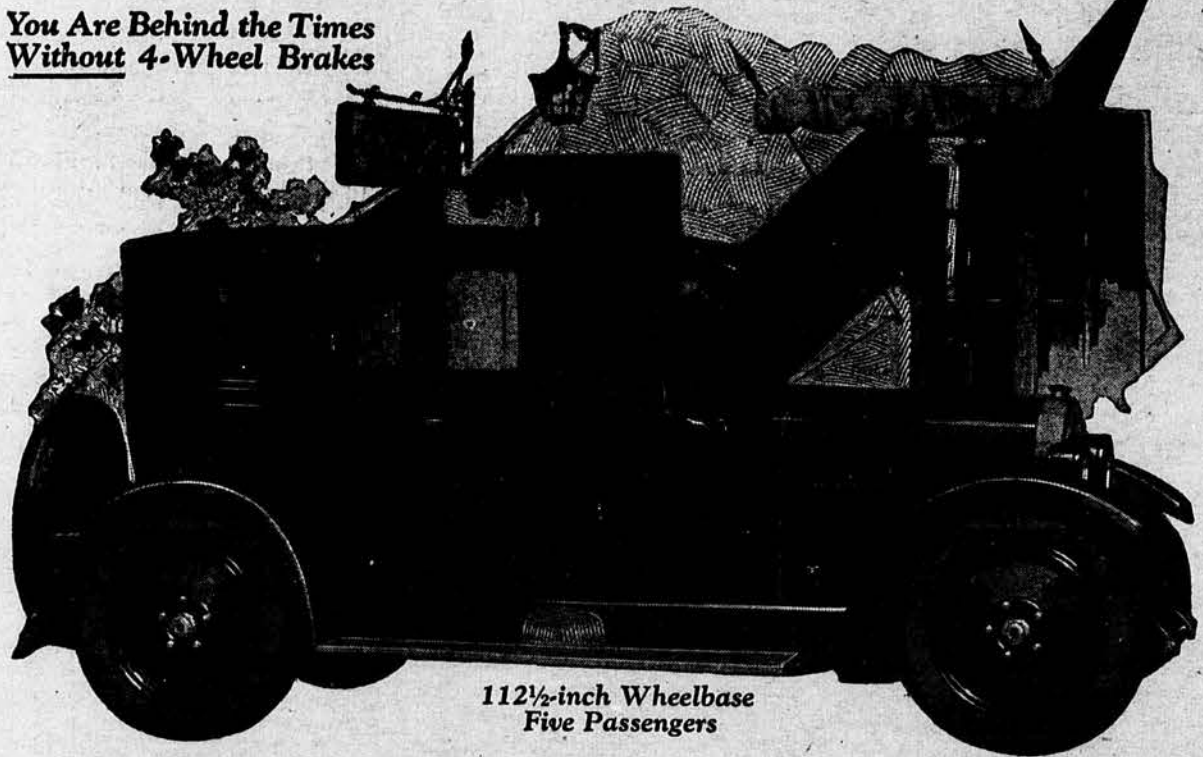 You Are Behind the Times
Without 4-Wheel Brakes
112½-inch Wheelbase
Five Passengers